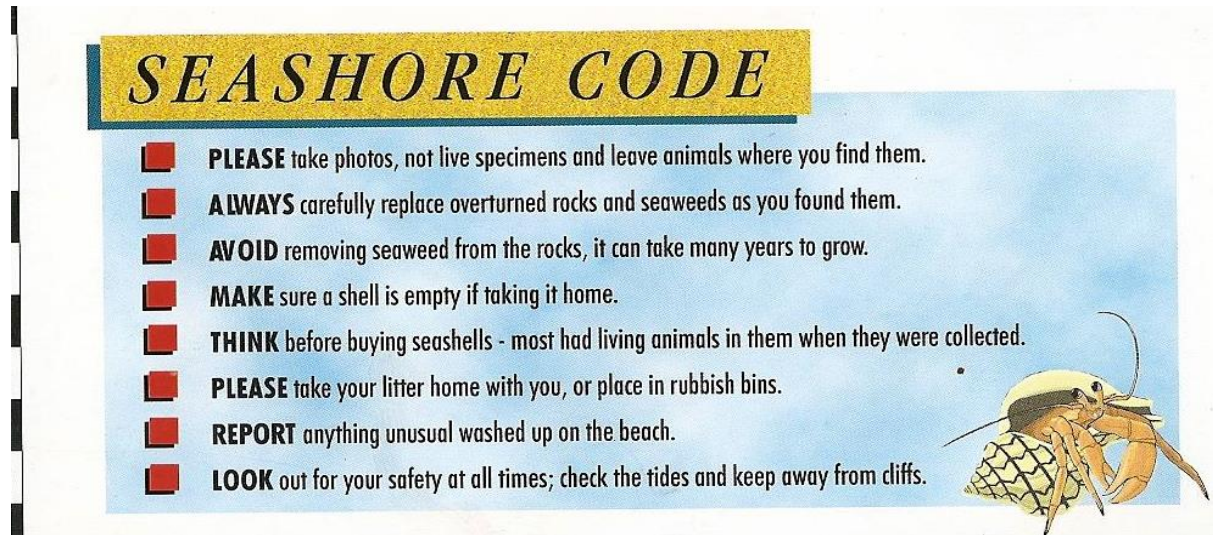 SEASHORE CODE
PLEASE take photos, not live specimens and leave animals where you find them.
ALWAYS carefully replace overturned rocks and seaweeds as you found them.
AVOID removing seaweed from the rocks, it can take many years to grow.
MAKE sure a shell is empty if taking it home.
THINK before buying seashells - most had living animals in them when they were collected.
PLEASE take your litter home with you, or place in rubbish bins.
REPORT anything unusual washed up on the beach.
LOOK out for your safety at all times; check the tides and keep away from cliffs.